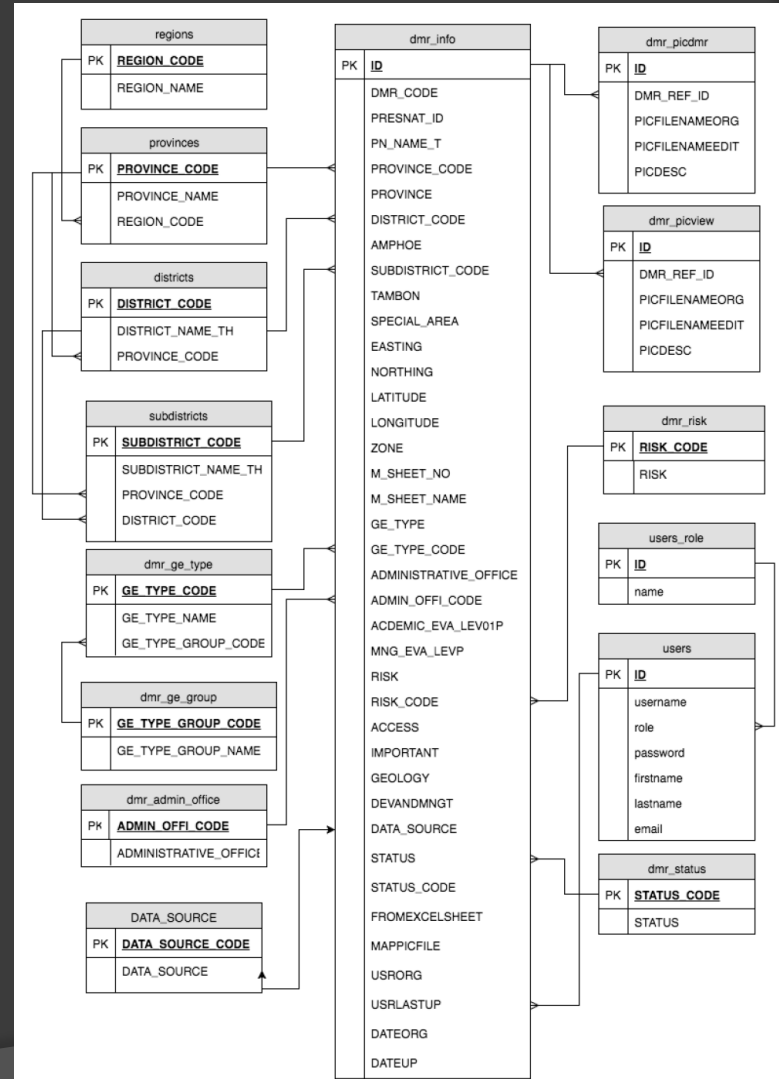 regions
PK REGION_CODE
REGION_NAME
provinces
PK PROVINCE_CODE
PROVINCE_NAME
REGION_CODE
districts
PK DISTRICT_CODE
DISTRICT_NAME_TH
PROVINCE_CODE
subdistricts
PK SUBDISTRICT_CODE
SUBDISTRICT_NAME_TH
PROVINCE_CODE
DISTRICT_CODE
dmr_ge_type
PK GE_TYPE_CODE
GE_TYPE_NAME
GE_TYPE_GROUP_CODE
dmr_ge_group
PK GE_TYPE_GROUP_CODE
GE_TYPE_GROUP_NAME
dmr_admin_office
PK ADMIN_OFFI_CODE
ADMINISTRATIVE_OFFICE
DATA_SOURCE
PK DATA_SOURCE_CODE
DATA_SOURCE
dmr_info
PK ID
DMR_CODE
PRESNAT_ID
PN_NAME_T
PROVINCE_CODE
PROVINCE
DISTRICT_CODE
AMPHOE
SUBDISTRICT_CODE
TAMBON
SPECIAL_AREA
EASTING
NORTHING
LATITUDE
LONGITUDE
ZONE
M_SHEET_NO
M_SHEET_NAME
GE_TYPE
GE_TYPE_CODE
ADMINISTRATIVE_OFFICE
ADMIN_OFFI_CODE
ACDEMIC_EVA_LEV01P
MNG_EVA_LEVP
RISK
RISK_CODE
ACCESS
IMPORTANT
GEOLOGY
DEVANDMNGT
DATA_SOURCE
STATUS
STATUS_CODE
FROMEXCELSHEET
MAPPICFILE
USRORG
USRLASTUP
DATEORG
DATEUP
dmr_picdmr
PK ID
DMR_REF_ID
PICFILENAMEORG
PICFILENAMEEDIT
PICDESC
dmr_picview
PK ID
DMR_REF_ID
PICFILENAMEORG
PICFILENAMEEDIT
PICDESC
dmr_risk
PK RISK_CODE
RISK
users_role
PK ID
name
users
PK ID
username
role
password
firstname
lastname
email
dmr_status
PK STATUS_CODE
STATUS